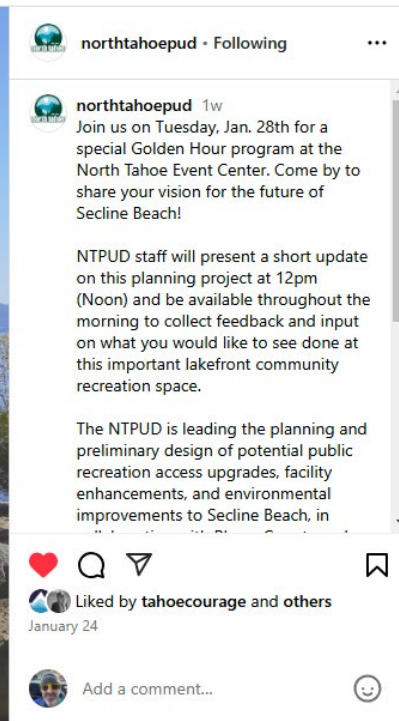 northtahoepud • Following
northtahoepud 1w
Join us on Tuesday, Jan. 28th for a
special Golden Hour program at the
North Tahoe Event Center. Come by to
share your vision for the future of
Secline Beach!
NTPUD staff will present a short update
on this planning project at 12pm
(Noon) and be available throughout the
morning to collect feedback and input
on what you would like to see done at
this important lakefront community
recreation space.
The NTPUD is leading the planning and
preliminary design of potential public
recreation access upgrades, facility
enhancements, and environmental
improvements to Secline Beach, in
Liked by tahoecourage and others
January 24
Add a comment...